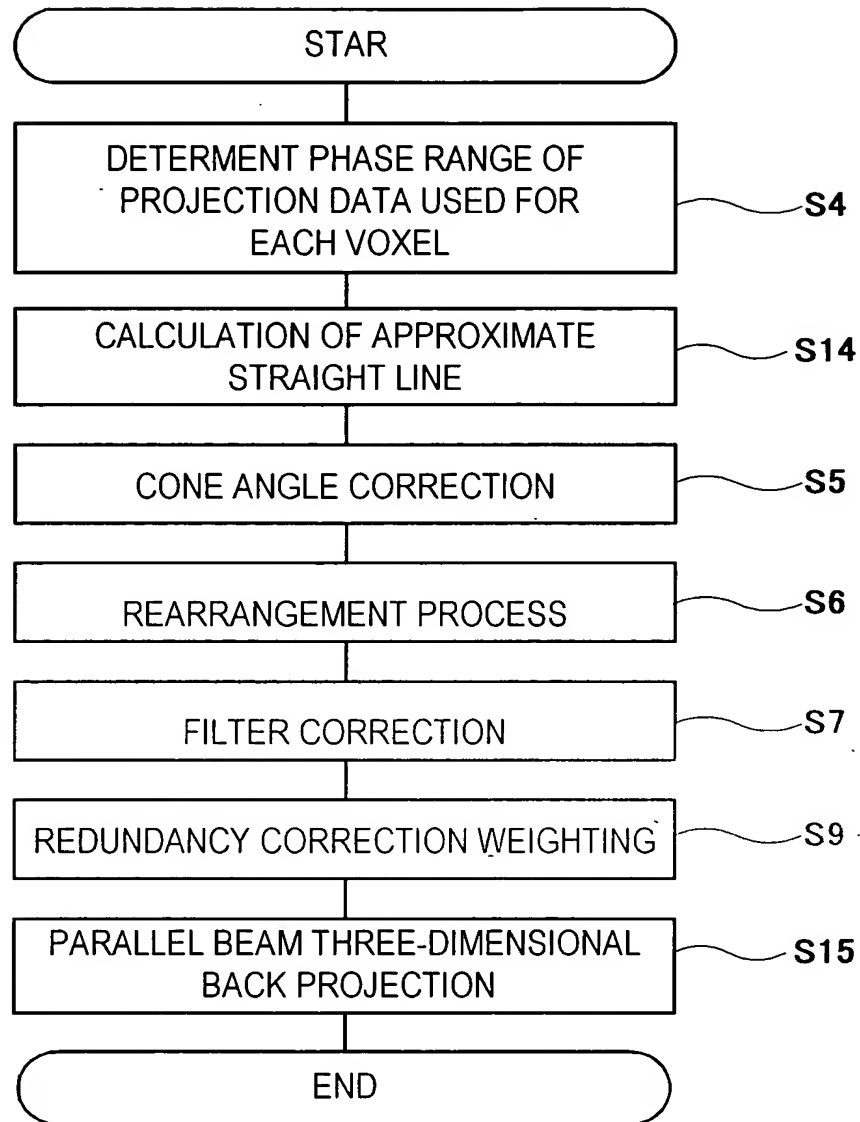 STAR
DETERMENT PHASE RANGE OF
PROJECTION DATA USED FOR
EACH VOXEL
S4
CALCULATION OF APPROXIMATE
STRAIGHT LINE
S14
CONE ANGLE CORRECTION
S5
REARRANGEMENT PROCESS
S6
FILTER CORRECTION
S7
REDUNDANCY CORRECTION WEIGHTING
S9
PARALLEL BEAM THREE-DIMENSIONAL
BACK PROJECTION
S15
END